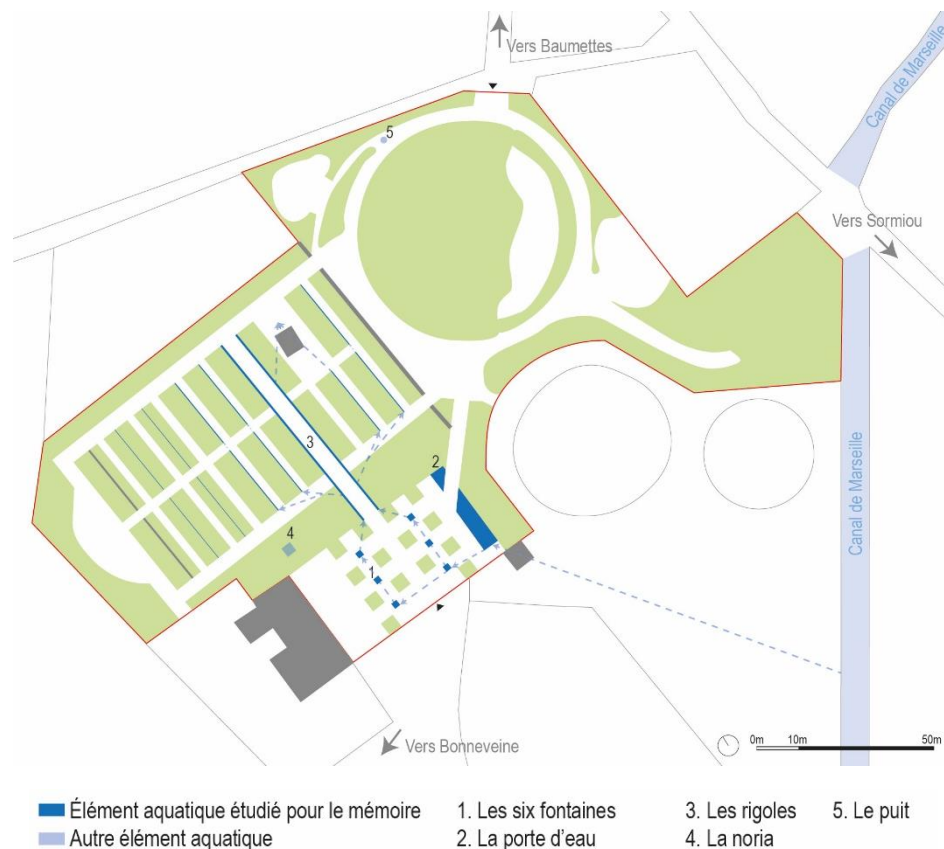 Vers Baumettes
Canal de Marseille
5
Vers Sormiou
3
2
4
1
Canal de Marseille
Vers Bonneveine
0m 10m 50m
Élément aquatique étudié pour le mémoire
Autre élément aquatique
1. Les six fontaines
2. La porte d'eau
3. Les rigoles
4. La noria
5. Le puit